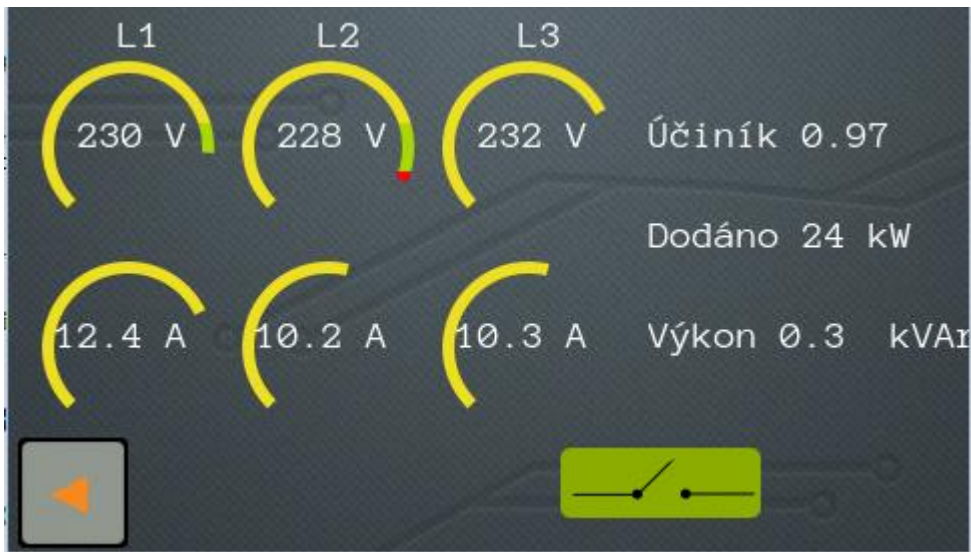 L1 L2 L3
230 V 228 V 232 V Účiník 0.97
Dodáno 24 kW
12.4 A 10.2 A 10.3 A Výkon 0.3 kVAr